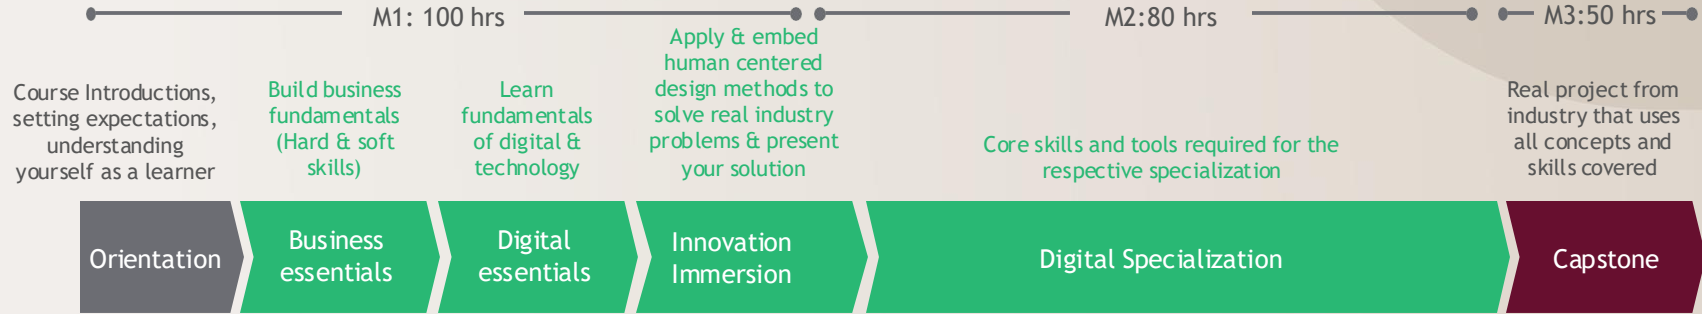 M1: 100 hrs
M2:80 hrs
M3:50 hrs
Course Introductions,
setting expectations,
understanding
yourself as a learner
Build business
fundamentals
(Hard & soft
skills)
Learn
fundamentals
of digital &
technology
Apply & embed
human centered
design methods to
solve real industry
problems & present
your solution
Core skills and tools required for the
respective specialization
Real project from
industry that uses
all concepts and
skills covered
Orientation
Business
essentials
Digital
essentials
Innovation
Immersion
Digital Specialization
Capstone